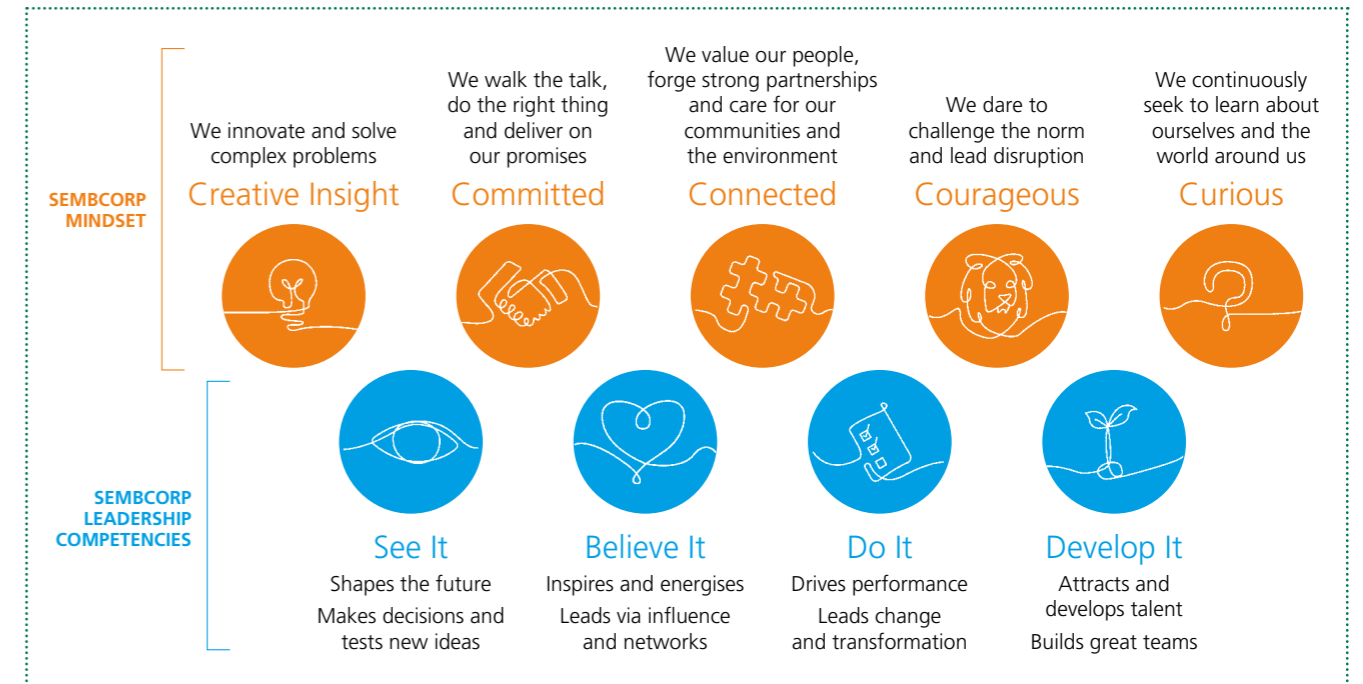 SEMBCORP
MINDSET
We innovate and solve
complex problems
Creative Insight
We walk the talk,
do the right thing
and deliver on
our promises
Committed
We value our people,
forge strong partnerships
and care for our
communities and
the environment
Connected
We dare to
challenge the norm
and lead disruption
Courageous
We continuously
seek to learn about
ourselves and the
world around us
Curious
SEMBCORP
LEADERSHIP
COMPETENCIES
See It
Shapes the future
Makes decisions and
tests new ideas
Believe It
Inspires and energises
Leads via influence
and networks
Do It
Drives performance
Leads change
and transformation
Develop It
Attracts and
develops talent
Builds great teams